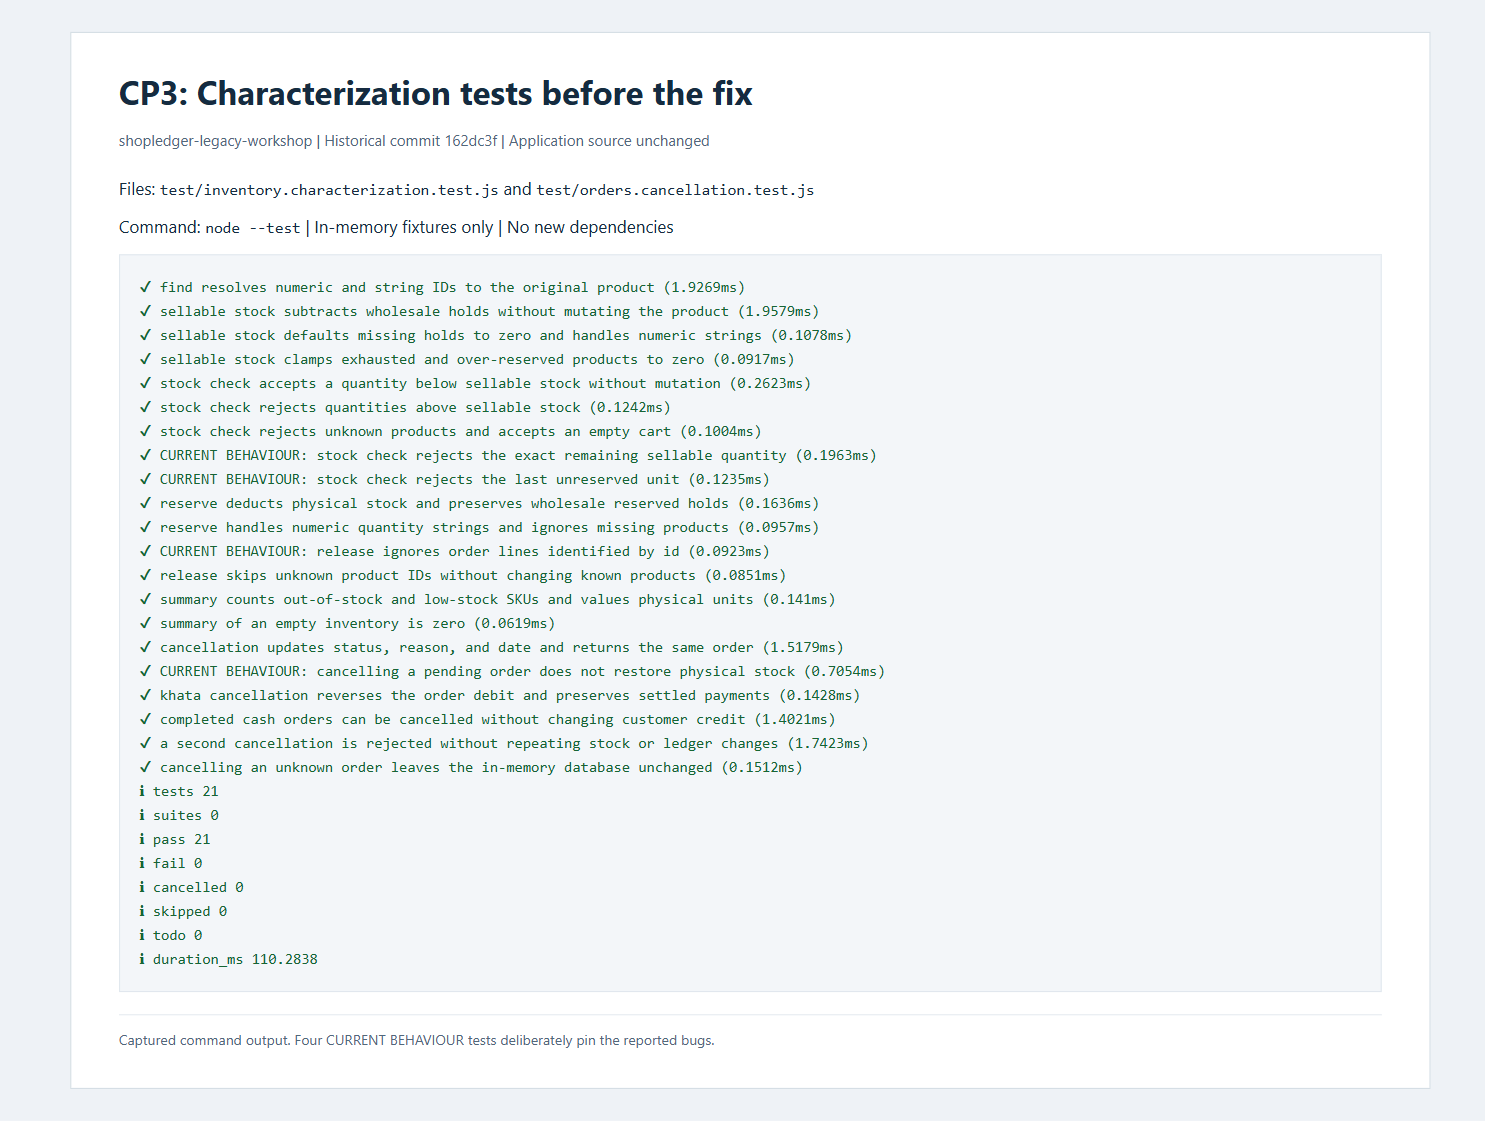 CP3: Characterization tests before the fix
shopledger-legacy-workshop | Historical commit 162dc3f | Application source unchanged
Files: test/inventory.characterization.test.js and test/orders.cancellation.test.js
Command: node --test | In-memory fixtures only | No new dependencies
✔ find resolves numeric and string IDs to the original product (1.9269ms)
✔ sellable stock subtracts wholesale holds without mutating the product (1.9579ms)
✔ sellable stock defaults missing holds to zero and handles numeric strings (0.1078ms)
✔ sellable stock clamps exhausted and over-reserved products to zero (0.0917ms)
✔ stock check accepts a quantity below sellable stock without mutation (0.2623ms)
✔ stock check rejects quantities above sellable stock (0.1242ms)
✔ stock check rejects unknown products and accepts an empty cart (0.1004ms)
✔ CURRENT BEHAVIOUR: stock check rejects the exact remaining sellable quantity (0.1963ms)
✔ CURRENT BEHAVIOUR: stock check rejects the last unreserved unit (0.1235ms)
✔ reserve deducts physical stock and preserves wholesale reserved holds (0.1636ms)
✔ reserve handles numeric quantity strings and ignores missing products (0.0957ms)
✔ CURRENT BEHAVIOUR: release ignores order lines identified by id (0.0923ms)
✔ release skips unknown product IDs without changing known products (0.0851ms)
✔ summary counts out-of-stock and low-stock SKUs and values physical units (0.141ms)
✔ summary of an empty inventory is zero (0.0619ms)
✔ cancellation updates status, reason, and date and returns the same order (1.5179ms)
✔ CURRENT BEHAVIOUR: cancelling a pending order does not restore physical stock (0.7054ms)
✔ khata cancellation reverses the order debit and preserves settled payments (0.1428ms)
✔ completed cash orders can be cancelled without changing customer credit (1.4021ms)
✔ a second cancellation is rejected without repeating stock or ledger changes (1.7423ms)
✔ cancelling an unknown order leaves the in-memory database unchanged (0.1512ms)
ℹ tests 21
ℹ suites 0
ℹ pass 21
ℹ fail 0
ℹ cancelled 0
ℹ skipped 0
ℹ todo 0
ℹ duration_ms 110.2838
Captured command output. Four CURRENT BEHAVIOUR tests deliberately pin the reported bugs.